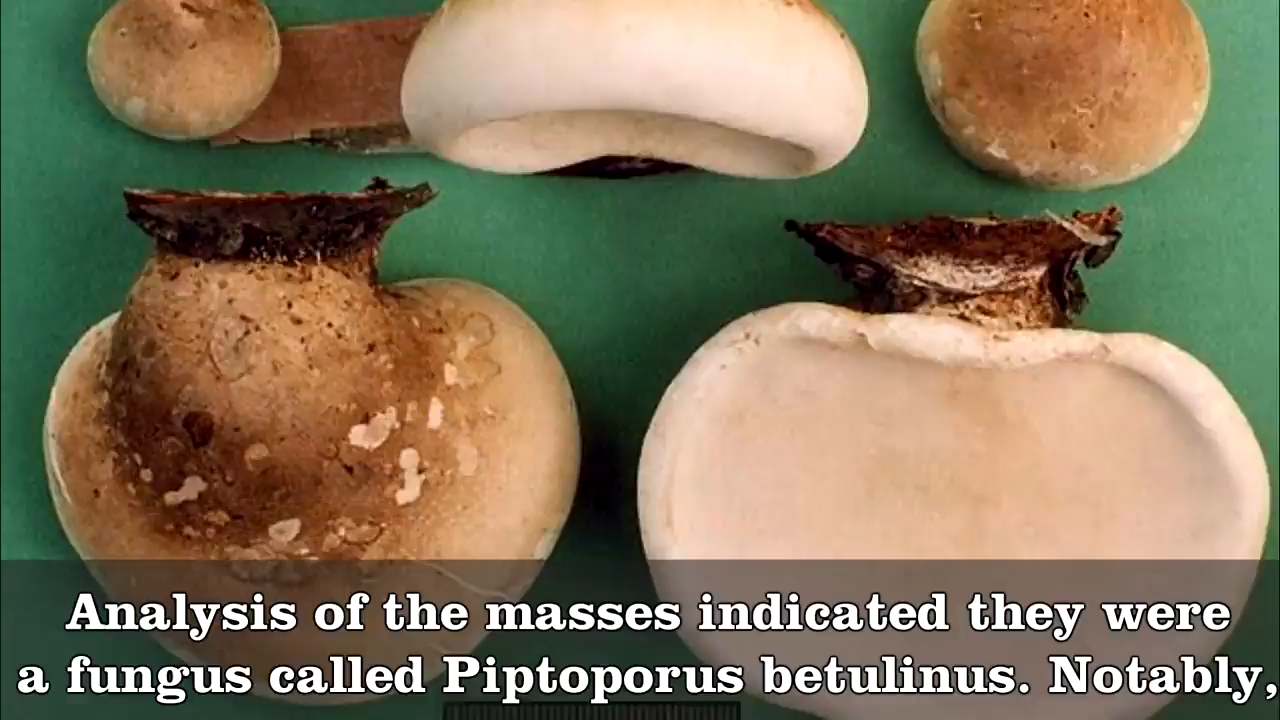 Analysis of the masses indicated they were
a fungus called Piptoporus betulinus. Notably,